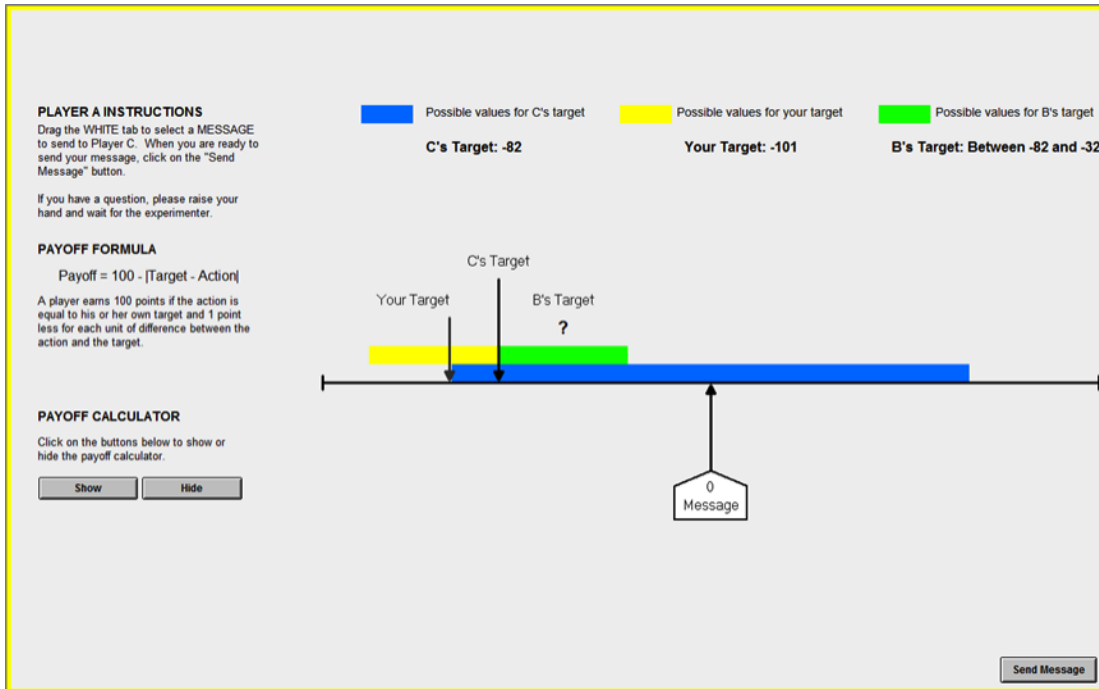 PLAYER A INSTRUCTIONS
Drag the WHITE tab to select a MESSAGE
to send to Player C. When you are ready to
send your message, click on the "Send
Message" button.
If you have a question, please raise your
hand and wait for the experimenter.
PAYOFF FORMULA
Payoff = 100 - |Target - Action|
A player earns 100 points if the action is
equal to his or her own target and 1 point
less for each unit of difference between the
action and the target.
PAYOFF CALCULATOR
Click on the buttons below to show or
hide the payoff calculator.
Show
Hide
Possible values for C's target
Possible values for your target
Possible values for B's target
C's Target: -82
Your Target: -101
B's Target: Between -82 and -32
C's Target
Your Target
B's Target
?
0
Message
Send Message